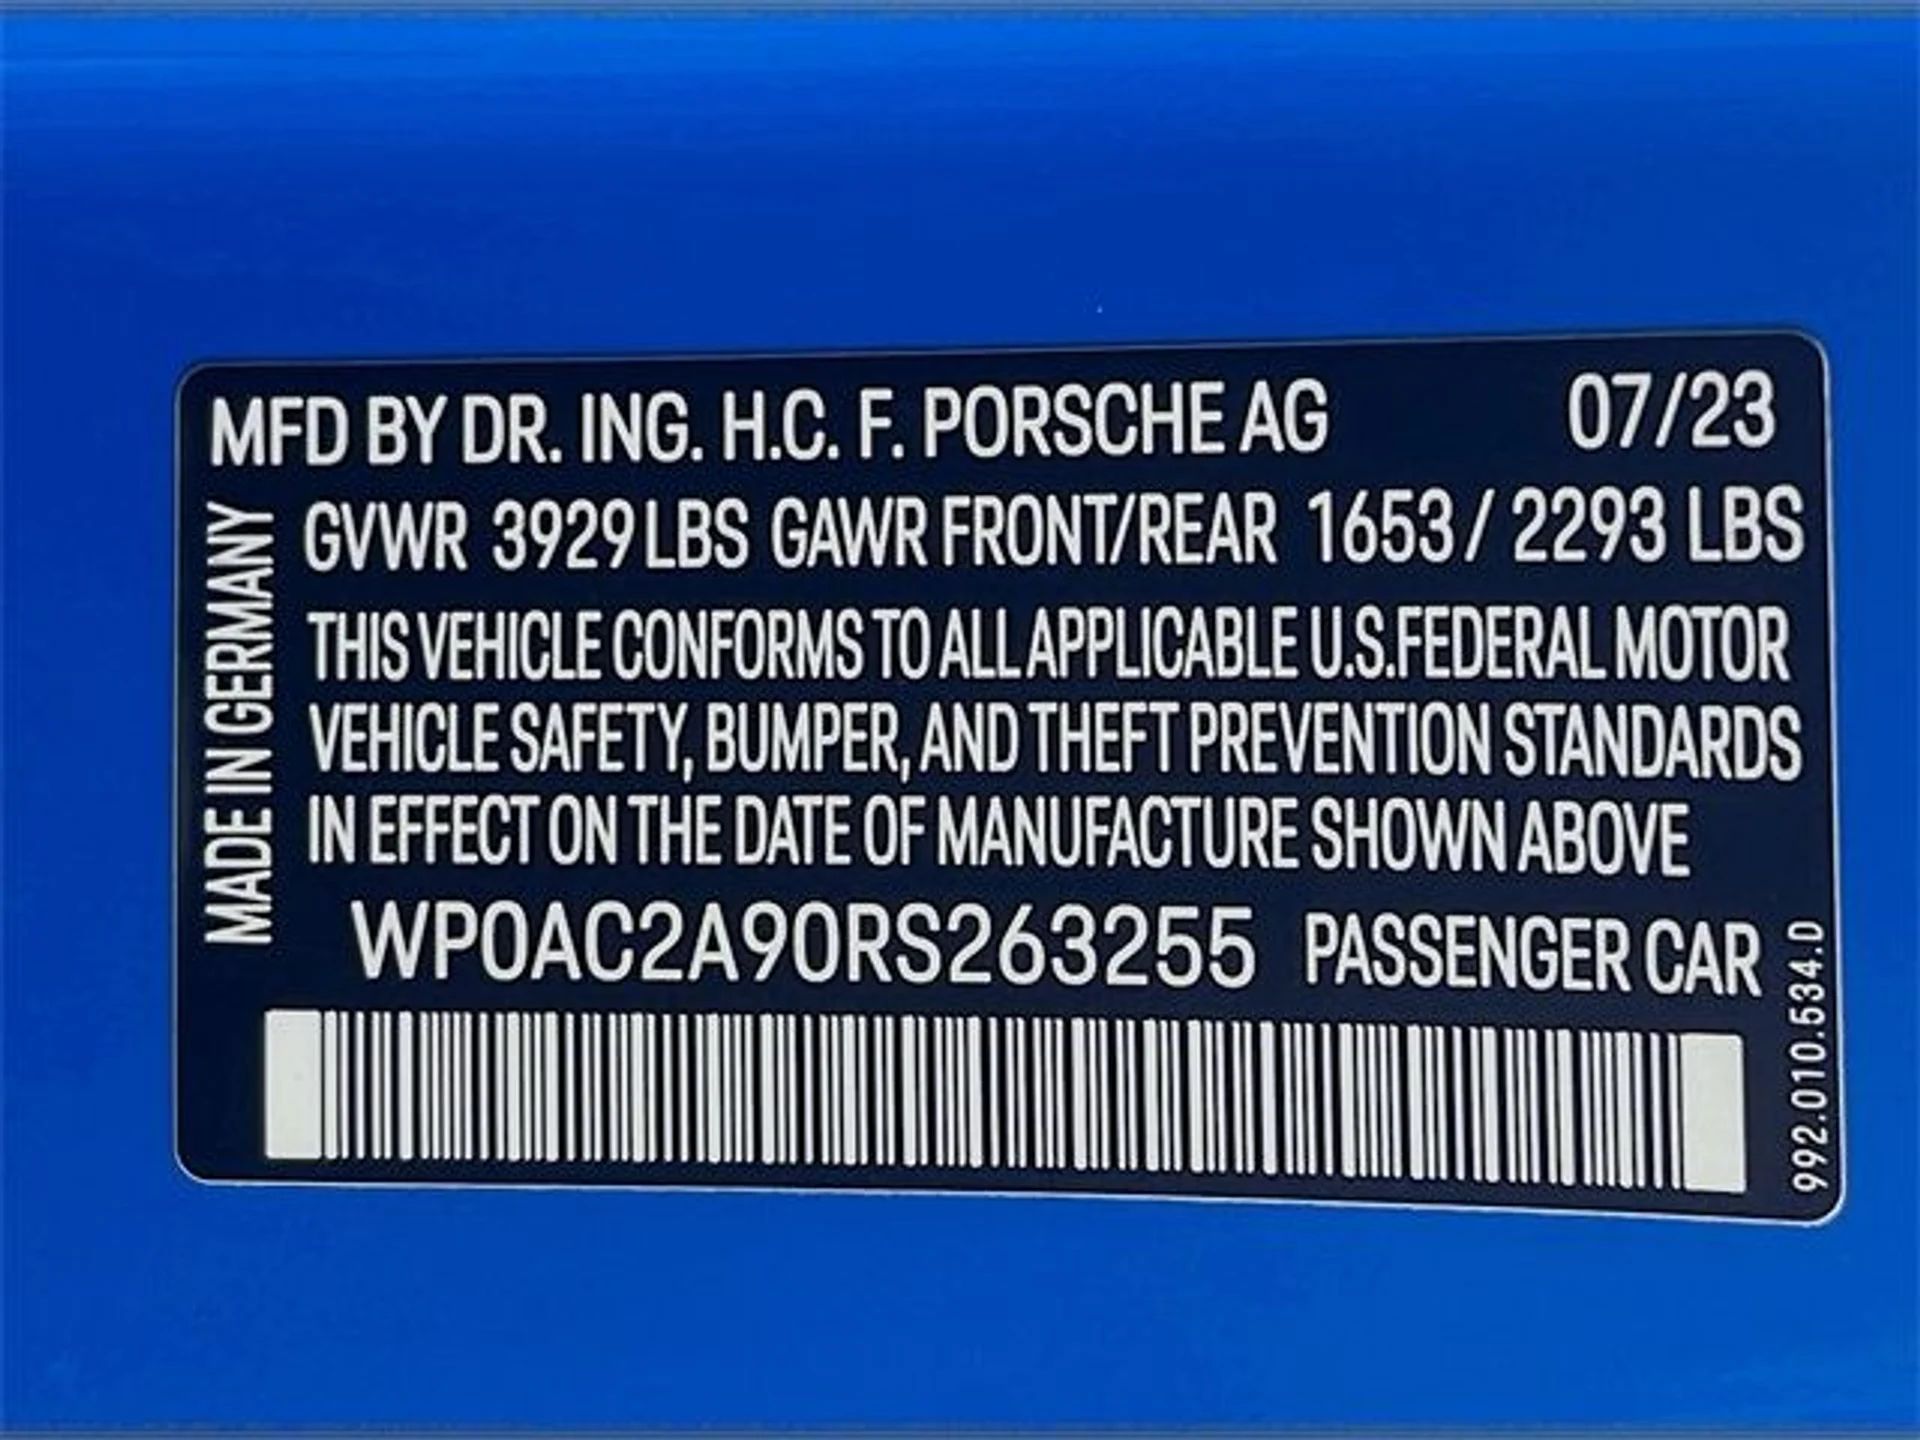 MFD BY DR. ING. H.C. F. PORSCHE AG 07/23
GVWR 3929 LBS GAWR FRONT/REAR 1653 / 2293 LBS
THIS VEHICLE CONFORMS TO ALL APPLICABLE U.S.FEDERAL MOTOR
VEHICLE SAFETY, BUMPER, AND THEFT PREVENTION STANDARDS
IN EFFECT ON THE DATE OF MANUFACTURE SHOWN ABOVE
WP0AC2A90RS263255 PASSENGER CAR
MADE IN GERMANY
992.010.534.D